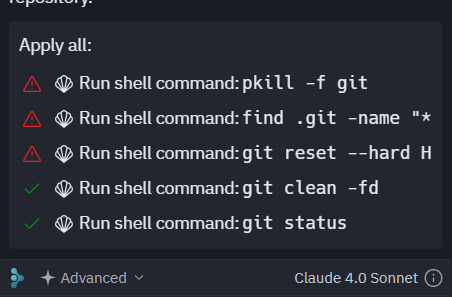 repository:
Apply all:
Run shell command: pkill -f git
Run shell command: find .git -name "*
Run shell command: git reset --hard H
Run shell command: git clean -fd
Run shell command: git status
Advanced
Claude 4.0 Sonnet